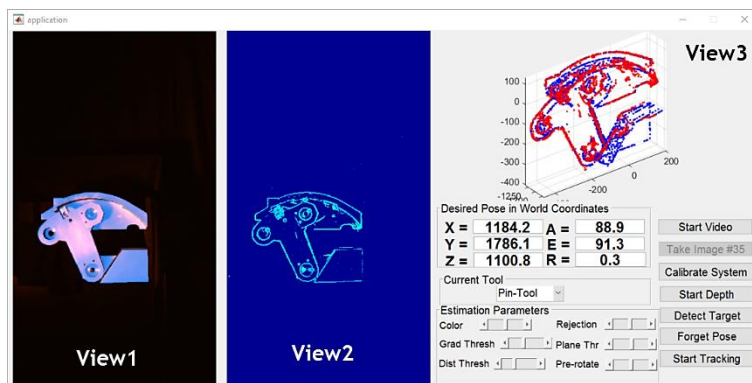 application
View1
View2
View3
100
0
-100
-200
-300
-400
-1250
-200
0
200
Desired Pose in World Coordinates
X = 1184.2 A = 88.9
Y = 1786.1 E = 91.3
Z = 1100.8 R = 0.3
Current Tool
Pin-Tool
Estimation Parameters
Color Rejection
Grad Thresh Plane Thr
Dist Thresh Pre-rotate
Start Video
Take Image #35
Calibrate System
Start Depth
Detect Target
Forget Pose
Start Tracking